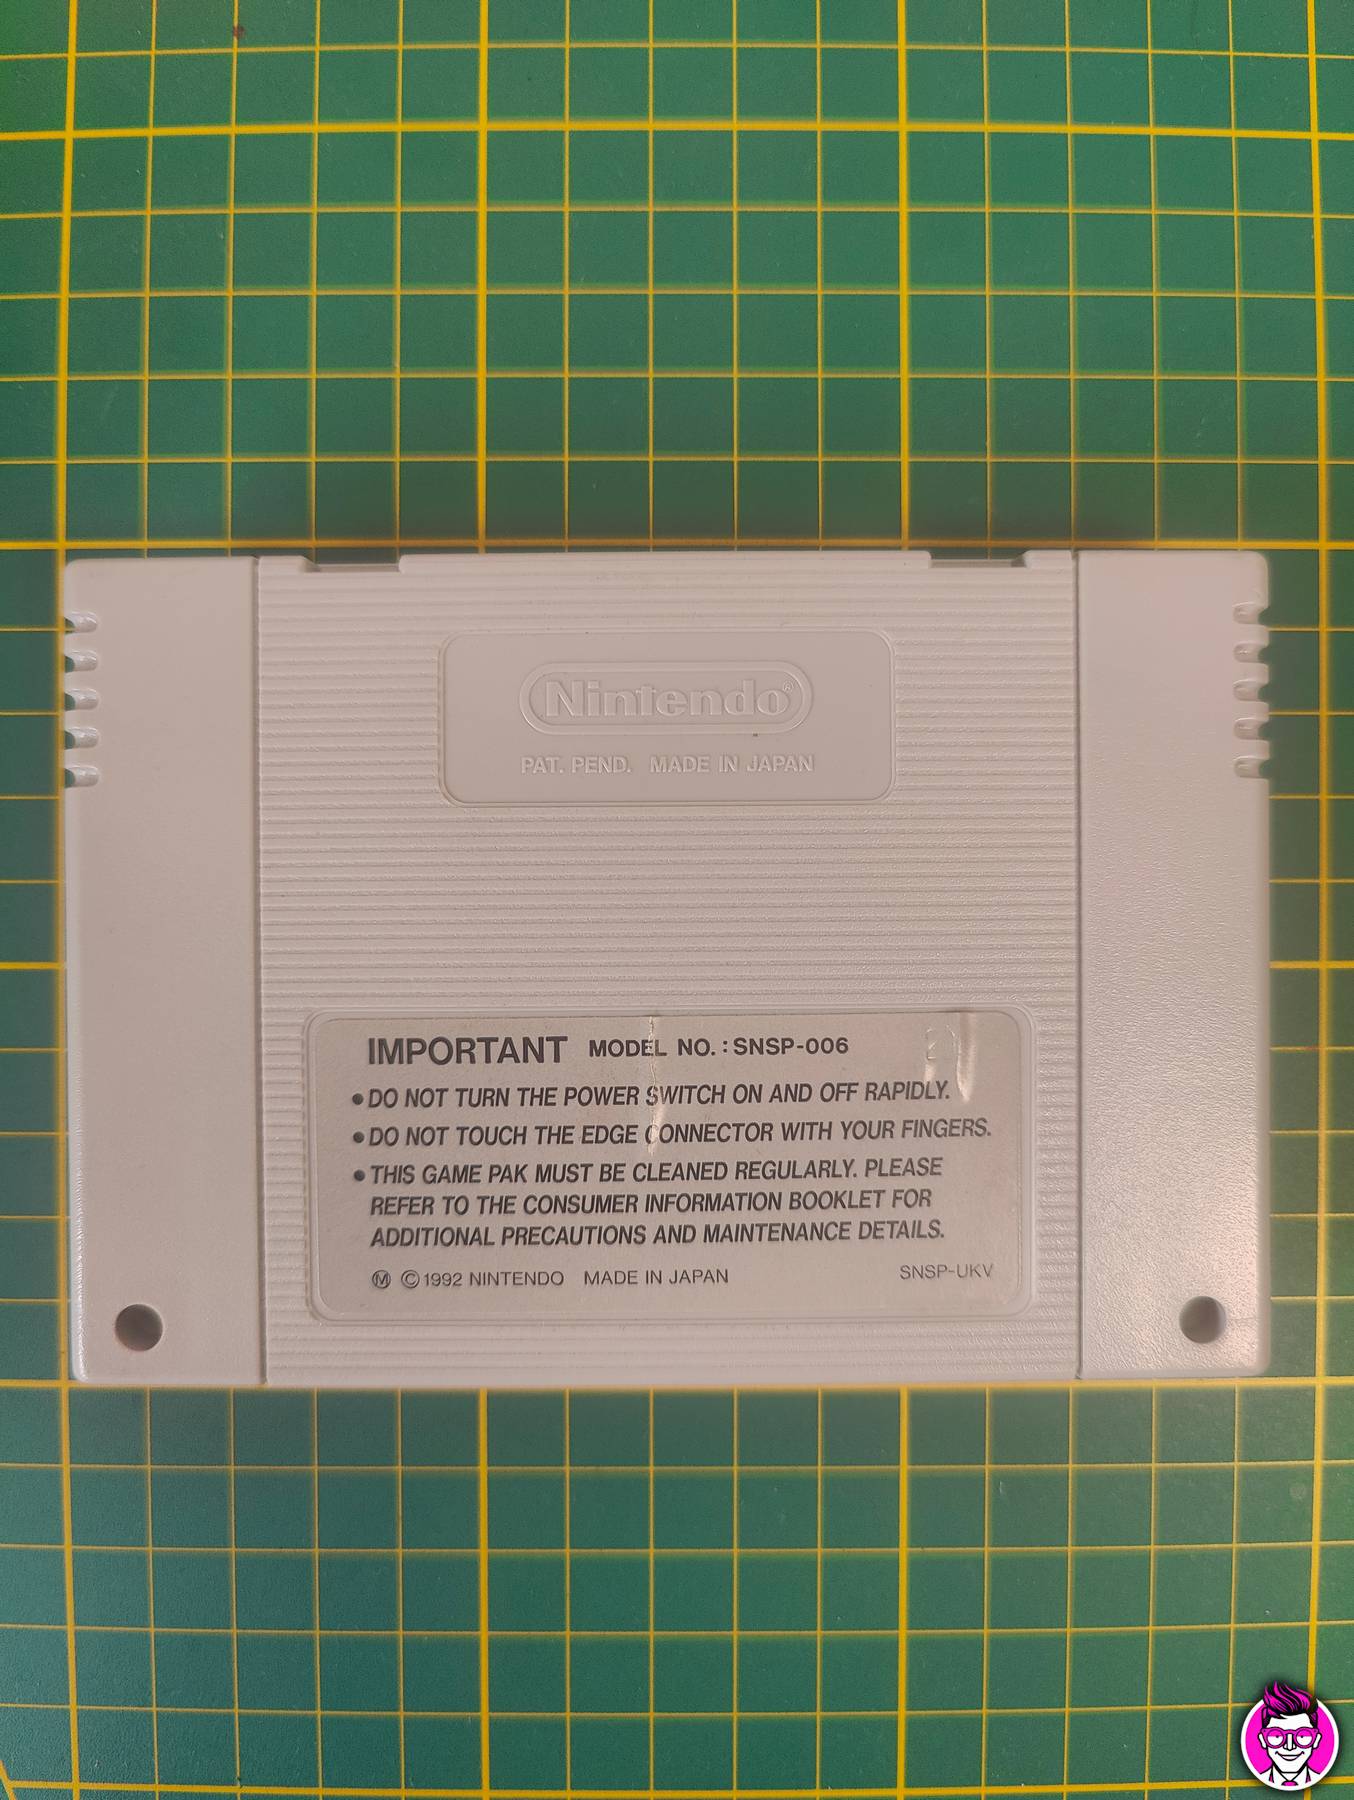 Nintendo®
PAT. PEND. MADE IN JAPAN
IMPORTANT MODEL NO.: SNSP-006
•DO NOT TURN THE POWER SWITCH ON AND OFF RAPIDLY.
•DO NOT TOUCH THE EDGE CONNECTOR WITH YOUR FINGERS.
•THIS GAME PAK MUST BE CLEANED REGULARLY. PLEASE
REFER TO THE CONSUMER INFORMATION BOOKLET FOR
ADDITIONAL PRECAUTIONS AND MAINTENANCE DETAILS.
Ⓜ ©1992 NINTENDO MADE IN JAPAN SNSP-UKV